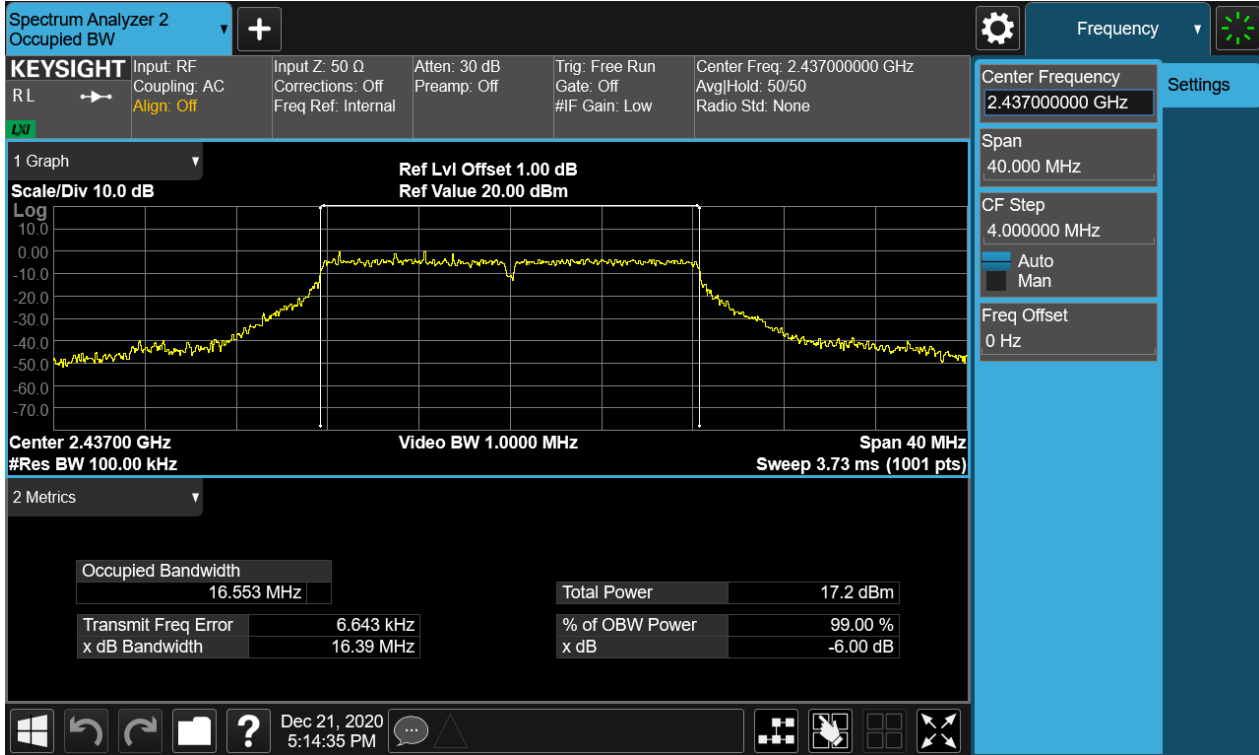 Spectrum Analyzer 2
Occupied BW
Frequency
KEYSIGHT
R L
LXI
Input: RF
Coupling: AC
Align: Off
Input Z: 50 Ω
Corrections: Off
Freq Ref: Internal
Atten: 30 dB
Preamp: Off
Trig: Free Run
Gate: Off
#IF Gain: Low
Center Freq: 2.437000000 GHz
Avg|Hold: 50/50
Radio Std: None
Center Frequency
2.437000000 GHz
Settings
Span
40.000 MHz
CF Step
4.000000 MHz
Auto
Man
Freq Offset
0 Hz
1 Graph
Scale/Div 10.0 dB
Ref Lvl Offset 1.00 dB
Ref Value 20.00 dBm
Log
10.0
0.00
-10.0
-20.0
-30.0
-40.0
-50.0
-60.0
-70.0
Center 2.43700 GHz
#Res BW 100.00 kHz
Video BW 1.0000 MHz
Span 40 MHz
Sweep 3.73 ms (1001 pts)
2 Metrics
Occupied Bandwidth
16.553 MHz
Transmit Freq Error 6.643 kHz
x dB Bandwidth 16.39 MHz
Total Power 17.2 dBm
% of OBW Power 99.00 %
x dB -6.00 dB
?
Dec 21, 2020
5:14:35 PM